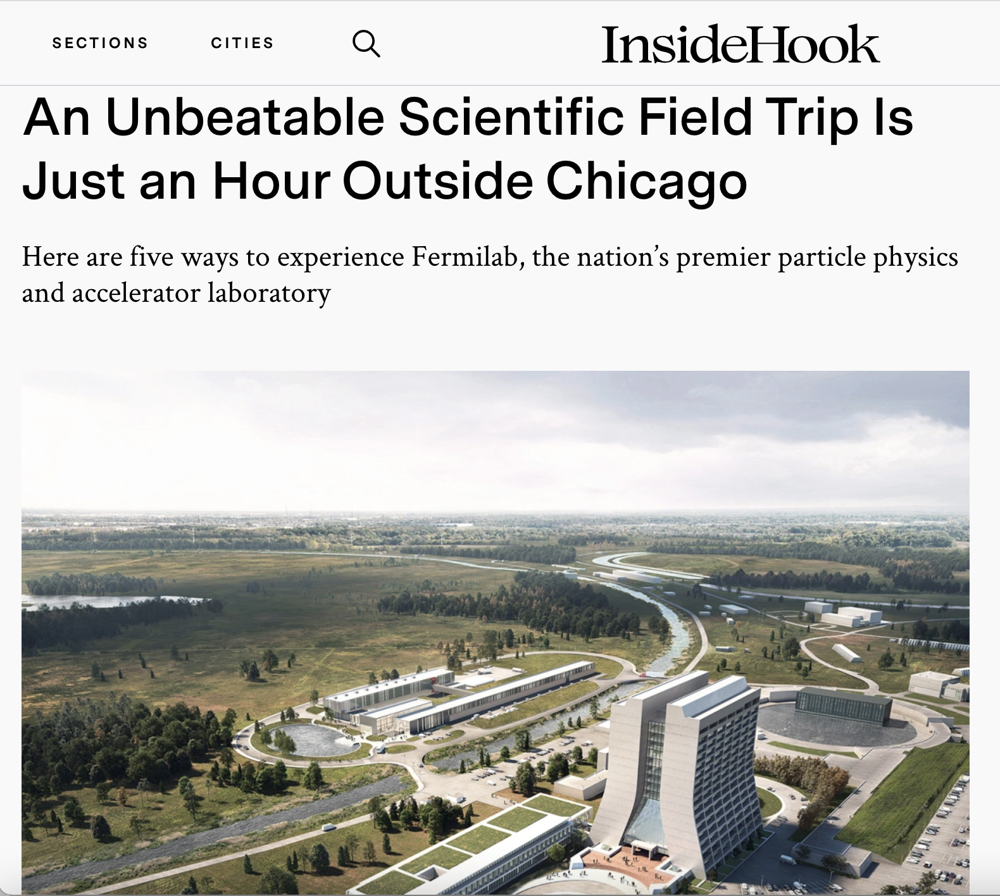 SECTIONS CITIES InsideHook
An Unbeatable Scientific Field Trip Is
Just an Hour Outside Chicago
Here are five ways to experience Fermilab, the nation’s premier particle physics
and accelerator laboratory